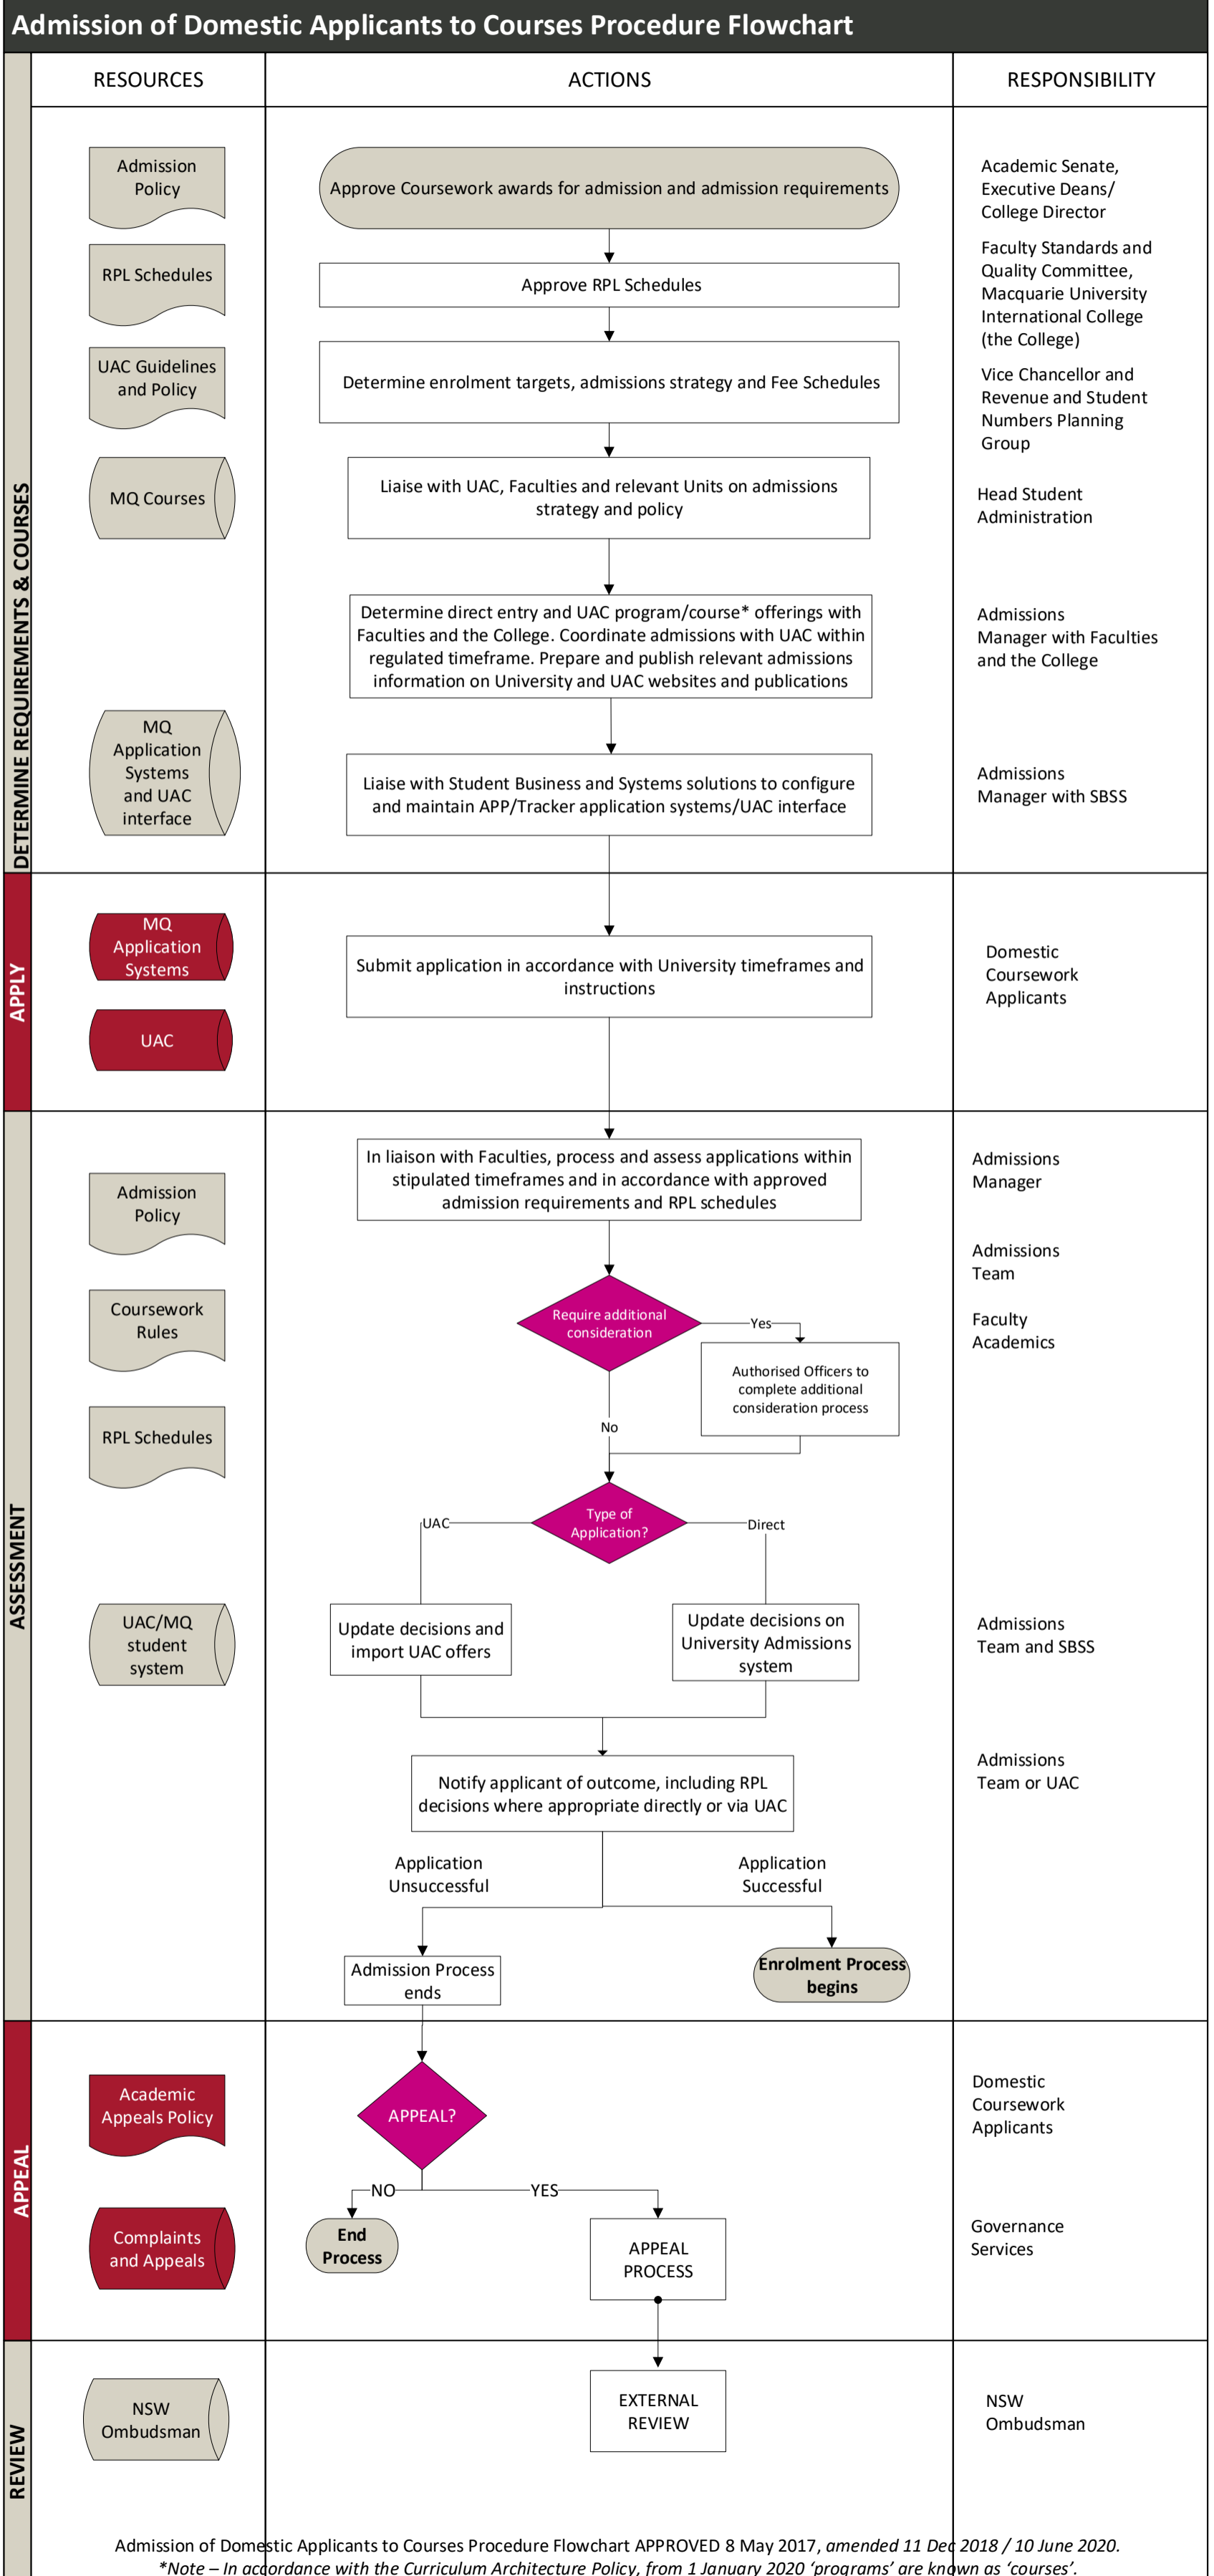 Admission of Domestic Applicants to Courses Procedure Flowchart
RESOURCES
ACTIONS
RESPONSIBILITY
DETERMINE REQUIREMENTS & COURSES
Admission
Policy
Approve Coursework awards for admission and admission requirements
Academic Senate,
Executive Deans/
College Director
RPL Schedules
Approve RPL Schedules
Faculty Standards and
Quality Committee,
Macquarie University
International College
(the College)
UAC Guidelines
and Policy
Determine enrolment targets, admissions strategy and Fee Schedules
Vice Chancellor and
Revenue and Student
Numbers Planning
Group
MQ Courses
Liaise with UAC, Faculties and relevant Units on admissions
strategy and policy
Head Student
Administration
Determine direct entry and UAC program/course* offerings with
Faculties and the College. Coordinate admissions with UAC within
regulated timeframe. Prepare and publish relevant admissions
information on University and UAC websites and publications
Admissions
Manager with Faculties
and the College
MQ
Application
Systems
and UAC
interface
Liaise with Student Business and Systems solutions to configure
and maintain APP/Tracker application systems/UAC interface
Admissions
Manager with SBSS
APPLY
MQ
Application
Systems
UAC
Submit application in accordance with University timeframes and
instructions
Domestic
Coursework
Applicants
ASSESSMENT
Admission
Policy
In liaison with Faculties, process and assess applications within
stipulated timeframes and in accordance with approved
admission requirements and RPL schedules
Admissions
Manager
Admissions
Team
Coursework
Rules
Require additional
consideration
Yes
Faculty
Academics
Authorised Officers to
complete additional
consideration process
No
RPL Schedules
Type of
Application?
UAC
Direct
UAC/MQ
student
system
Update decisions and
import UAC offers
Update decisions on
University Admissions
system
Admissions
Team and SBSS
Notify applicant of outcome, including RPL
decisions where appropriate directly or via UAC
Admissions
Team or UAC
Application
Unsuccessful
Application
Successful
Admission Process
ends
Enrolment Process
begins
APPEAL
Academic
Appeals Policy
APPEAL?
Domestic
Coursework
Applicants
NO
YES
Complaints
and Appeals
End
Process
APPEAL
PROCESS
Governance
Services
REVIEW
NSW
Ombudsman
EXTERNAL
REVIEW
NSW
Ombudsman
Admission of Domestic Applicants to Courses Procedure Flowchart APPROVED 8 May 2017, amended 11 Dec 2018 / 10 June 2020.
*Note – In accordance with the Curriculum Architecture Policy, from 1 January 2020 ‘programs’ are known as ‘courses’.